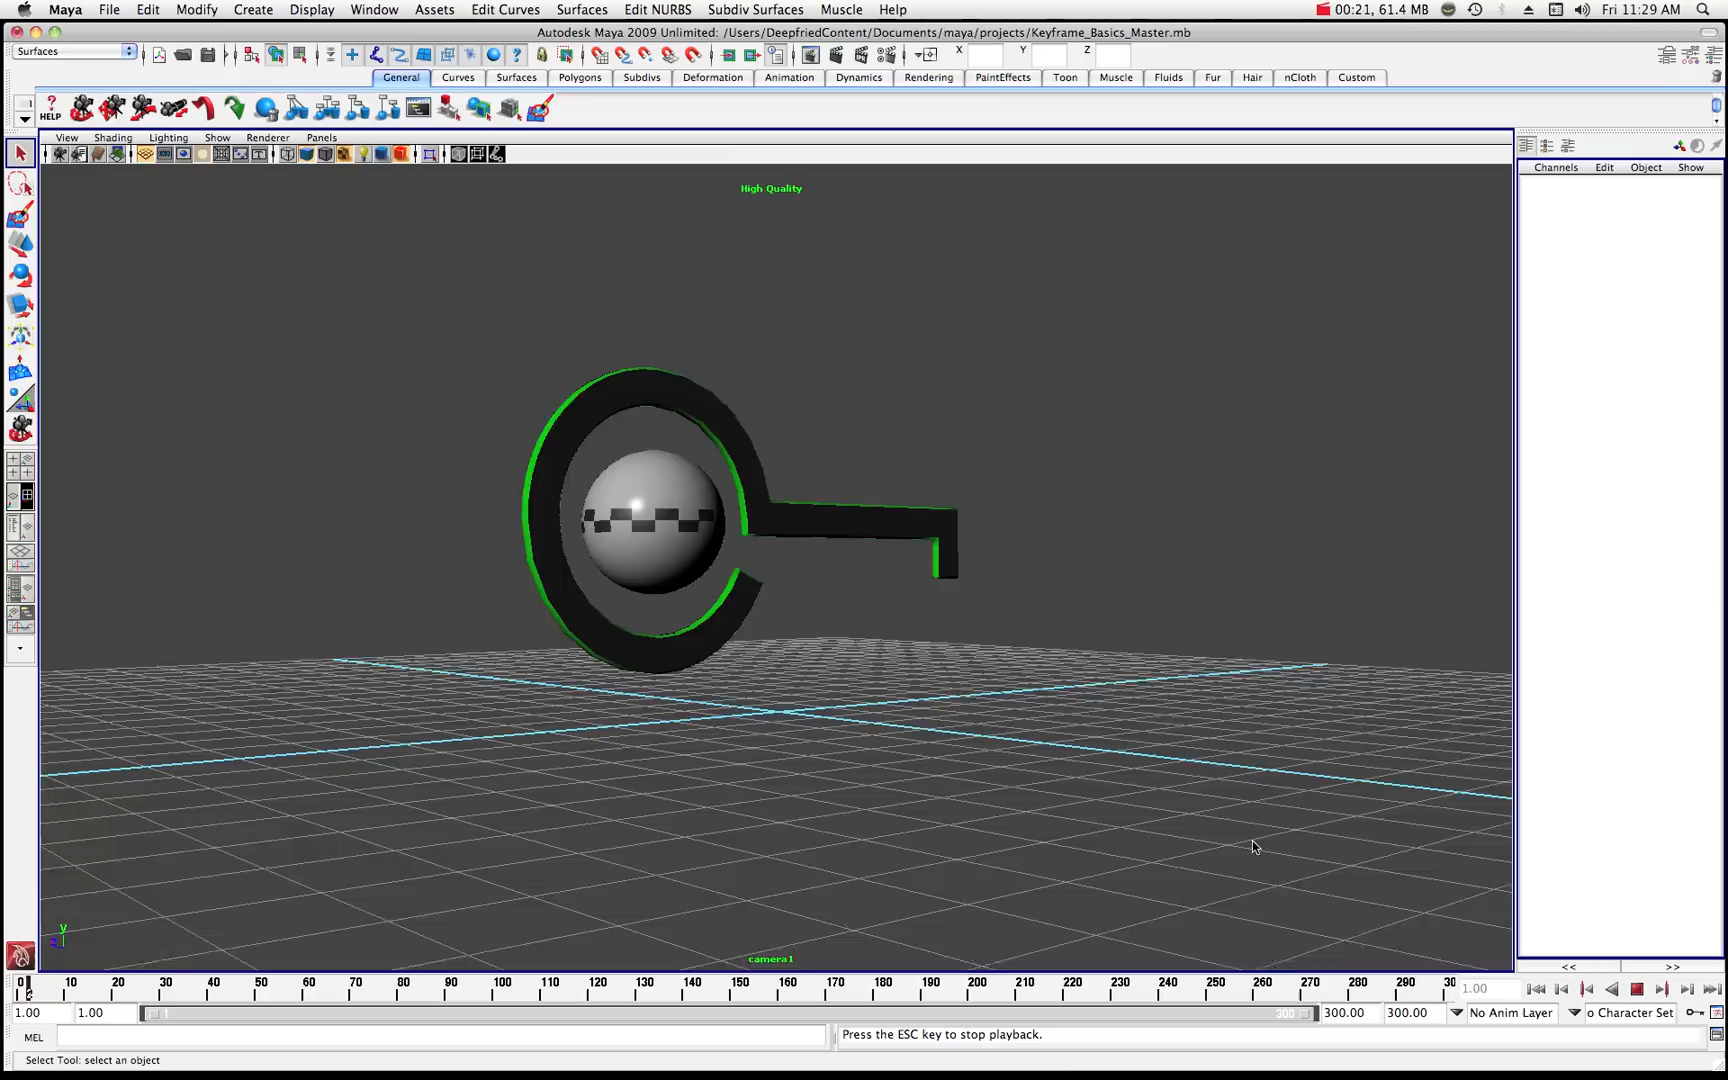 Maya File Edit Modify Create Display Window Assets Edit Curves Surfaces Edit NURBS Subdiv Surfaces Muscle Help 00:21, 61.4 MB Fri 11:29 AM
Autodesk Maya 2009 Unlimited: /Users/DeepfriedContent/Documents/maya/projects/Keyframe_Basics_Master.mb
Surfaces X Y Z
General Curves Surfaces Polygons Subdivs Deformation Animation Dynamics Rendering PaintEffects Toon Muscle Fluids Fur Hair nCloth Custom
HELP
View Shading Lighting Show Renderer Panels
Channels Edit Object Show
High Quality
y
z
camera1
<< >>
0 10 20 30 40 50 60 70 80 90 100 110 120 130 140 150 160 170 180 190 200 210 220 230 240 250 260 270 280 290 30 1.00
1.00 1.00 1 300 300.00 300.00 No Anim Layer o Character Set
MEL Press the ESC key to stop playback.
Select Tool: select an object